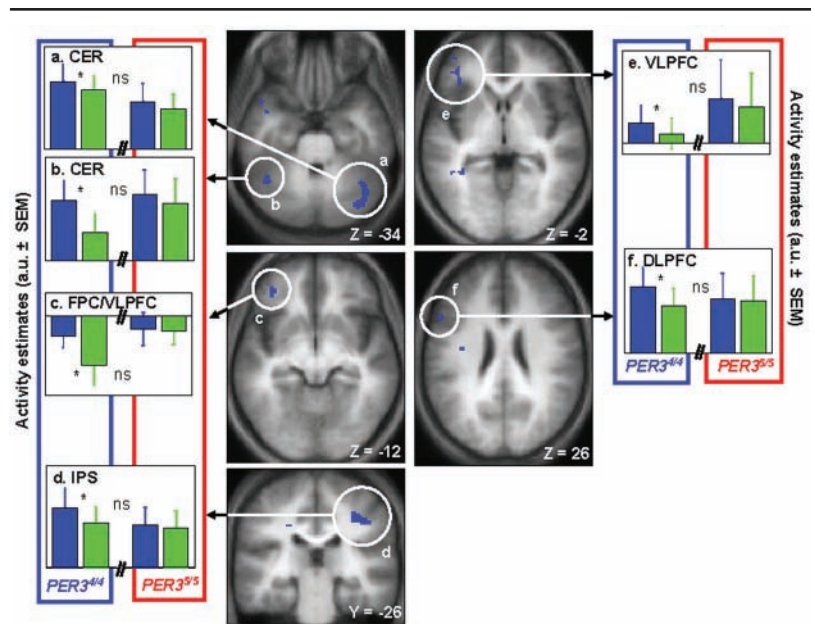 a. CER
* ns
b. CER
* ns
c. FPC/VLPFC
* ns
d. IPS
* ns
PER3^4/4 PER3^5/5
Activity estimates (a.u. ± SEM)
a
b
Z = -34
c
Z = -12
d
Y = -26
e
Z = -2
f
Z = 26
e. VLPFC
* ns
f. DLPFC
* ns
PER3^4/4 PER3^5/5
Activity estimates (a.u. ± SEM)